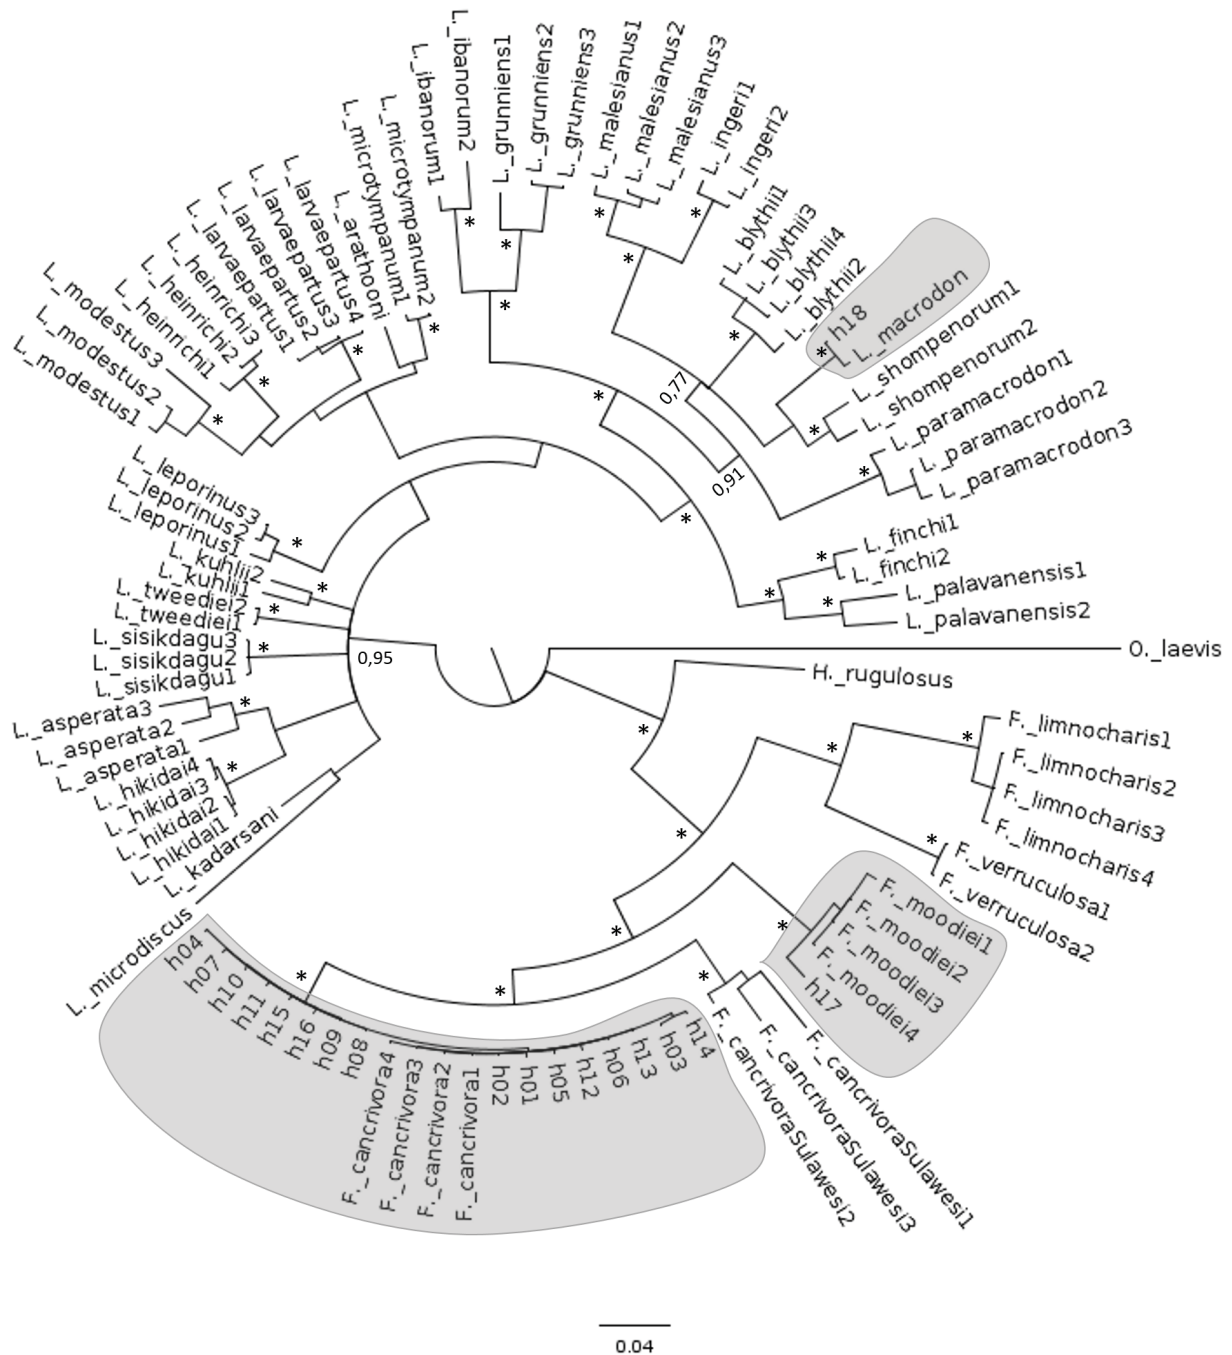 L._ibanorum1
L._ibanorum2
L._grunniens1
L._grunniens2
L._grunniens3
L._malesianus1
L._malesianus2
L._malesianus3
L._ingeri1
L._ingeri2
L._blythii1
L._blythii3
L._blythii4
L._blythii2
h18
L._macrodon
L._shompenorum1
L._shompenorum2
L._paramacrodon1
L._paramacrodon2
L._paramacrodon3
L._finchi1
L._finchi2
L._palavanensis1
L._palavanensis2
O._laevis
H._rugulosus
F._limnocharis1
F._limnocharis2
F._limnocharis3
F._limnocharis4
F._verruculosa1
F._verruculosa2
F._moodiei1
F._moodiei2
F._moodiei3
F._moodiei4
h17
F._cancrivoraSulawesi1
F._cancrivoraSulawesi3
F._cancrivoraSulawesi2
h14
h03
h13
h06
h12
h05
h01
h02
F._cancrivora1
F._cancrivora2
F._cancrivora3
F._cancrivora4
h08
h09
h16
h15
h11
h10
h07
h04
L._microdiscus
L._kadarsani
L._hikidai1
L._hikidai2
L._hikidai3
L._hikidai4
L._asperata1
L._asperata2
L._asperata3
L._sisikdagu1
L._sisikdagu2
L._sisikdagu3
L._tweediei1
L._tweediei2
L._kuhlii1
L._kuhlii2
L._leporinus1
L._leporinus2
L._leporinus3
L._modestus1
L._modestus2
L._modestus3
L._heinrichi1
L._heinrichi2
L._heinrichi3
L._larvaepartus1
L._larvaepartus2
L._larvaepartus3
L._larvaepartus4
L._arathooni
L._microtympanum1
L._microtympanum2
0,77
0,91
0,95
0.04